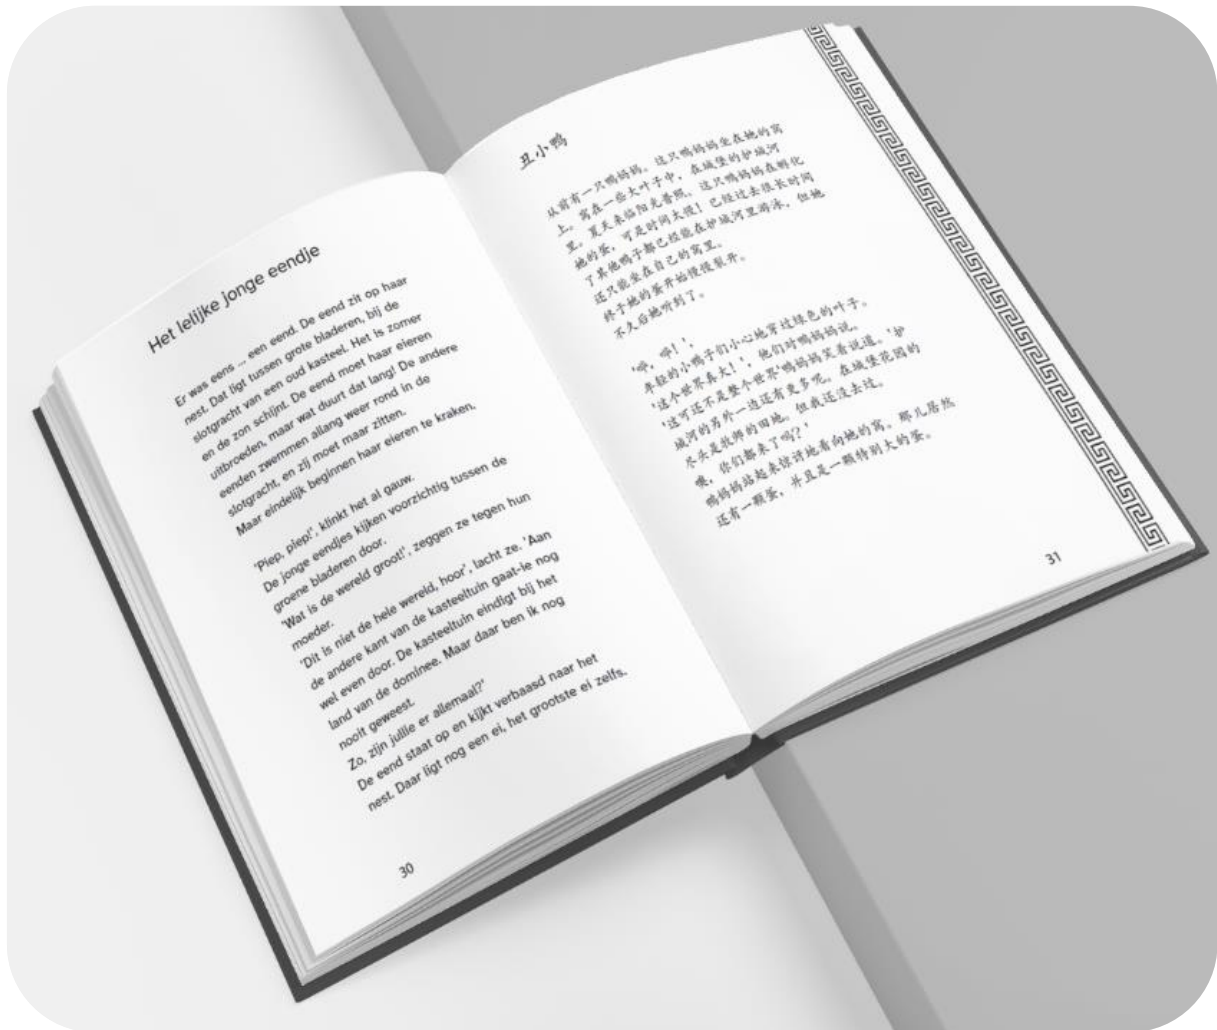 Het lelijke jonge eendje
Er was eens ... een eend. De eend zit op haar
nest. Dat ligt tussen grote bladeren, bij de
slotgracht van een oud kasteel. Het is zomer
en de zon schijnt. De eend moet haar eieren
uitbroeden, maar wat duurt dat lang! De andere
eenden zwemmen allang weer rond in de
slotgracht, en zij moet maar zitten.
Maar eindelijk beginnen haar eieren te kraken.
'Piep, piep!', klinkt het al gauw.
De jonge eendjes kijken voorzichtig tussen de
groene bladeren door.
'Wat is de wereld groot!', zeggen ze tegen hun
moeder.
'Dit is niet de hele wereld, hoor', lacht ze. 'Aan
de andere kant van de kasteeltuin gaat-ie nog
wel even door. De kasteeltuin eindigt bij het
land van de dominee. Maar daar ben ik nog
nooit geweest.
Zo, zijn jullie er allemaal?'
De eend staat op en kijkt verbaasd naar het
nest. Daar ligt nog een ei, het grootste ei zelfs.
30
丑小鸭
从前有一只鸭妈妈。这只鸭妈妈坐在她的窝
上。窝在一些大叶子中，在城堡的护城河
里。夏天来临阳光普照。这只鸭妈妈在孵化
她的蛋，可是时间太慢！已经过去很长时间
了其他鸭子都已经能在护城河里游泳，但她
还只能坐在自己的窝里。
终于她的蛋开始慢慢裂开。
不久后她听到了。
'咿，咿！'，
年轻的小鸭子们小心地穿过绿色的叶子。
'这个世界真大！'，他们对鸭妈妈说。
'这可还不是整个世界'鸭妈妈笑着说道。'护
城河的另外一边还有更多呢。在城堡花园的
尽头是牧师的田地。但我还没去过。
噢，你们都来了吗？'
鸭妈妈站起来惊讶地看向她的窝。那儿居然
还有一颗蛋，并且是一颗特别大的蛋。
31